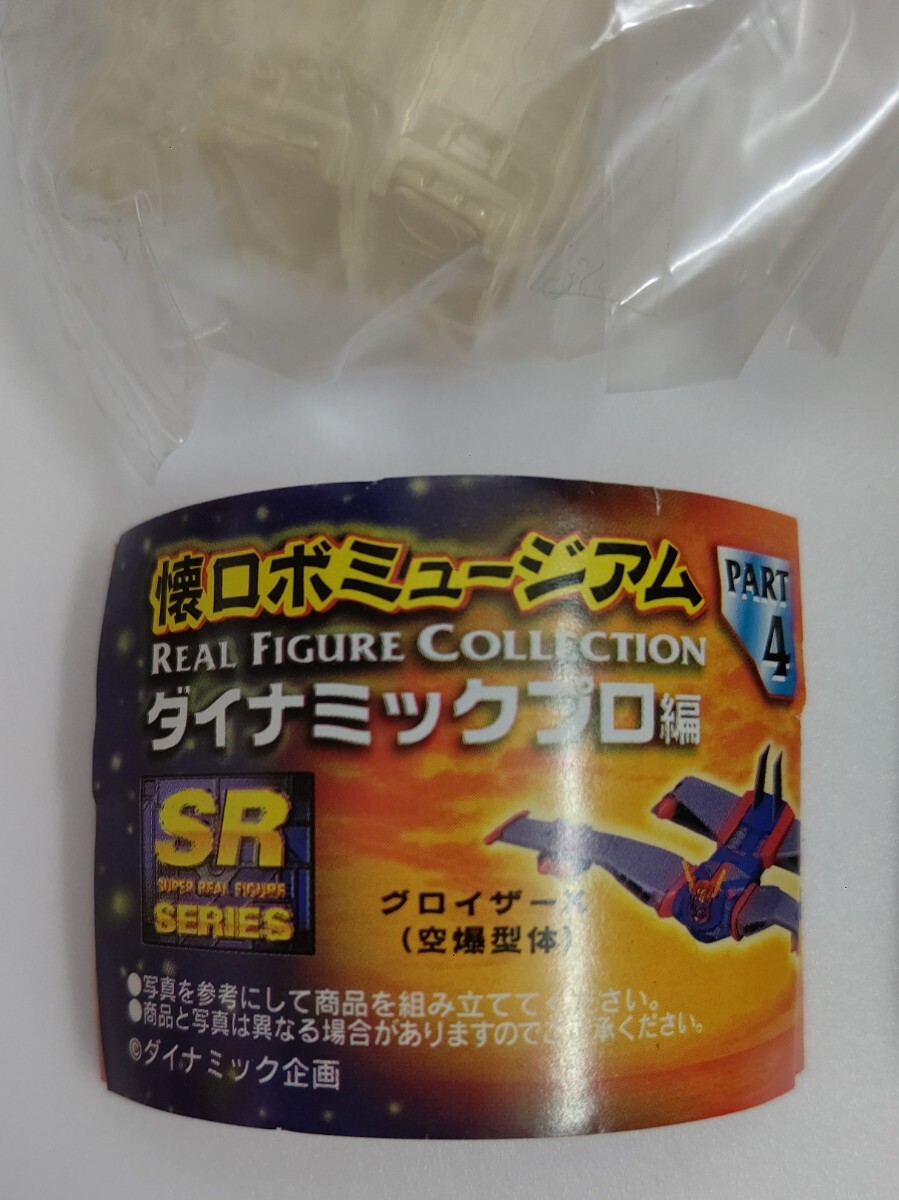 懐ロボミュージアム
REAL FIGURE COLLECTION
ダイナミックプロ編
PART
4
SR
SUPER REAL FIGURE
SERIES
グロイザーX
(空爆型体)
●写真を参考にして商品を組み立ててください。
●商品と写真は異なる場合がありますのでご了承ください。
©ダイナミック企画